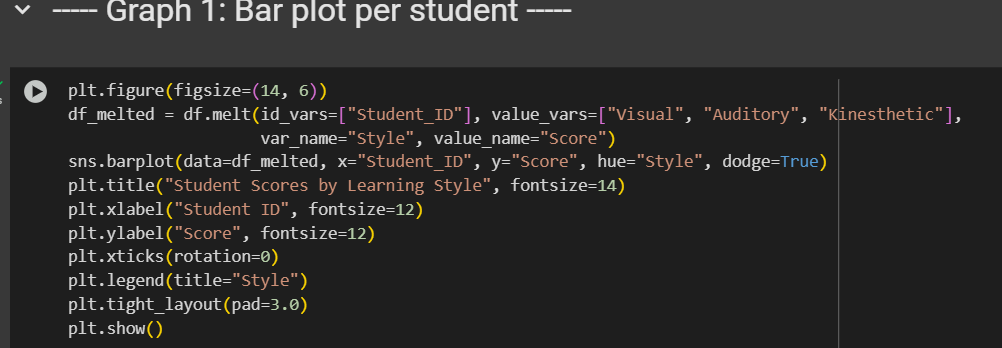 ----- Graph 1: Bar plot per student -----
plt.figure(figsize=(14, 6))
df_melted = df.melt(id_vars=["Student_ID"], value_vars=["Visual", "Auditory", "Kinesthetic"],
                    var_name="Style", value_name="Score")
sns.barplot(data=df_melted, x="Student_ID", y="Score", hue="Style", dodge=True)
plt.title("Student Scores by Learning Style", fontsize=14)
plt.xlabel("Student ID", fontsize=12)
plt.ylabel("Score", fontsize=12)
plt.xticks(rotation=0)
plt.legend(title="Style")
plt.tight_layout(pad=3.0)
plt.show()